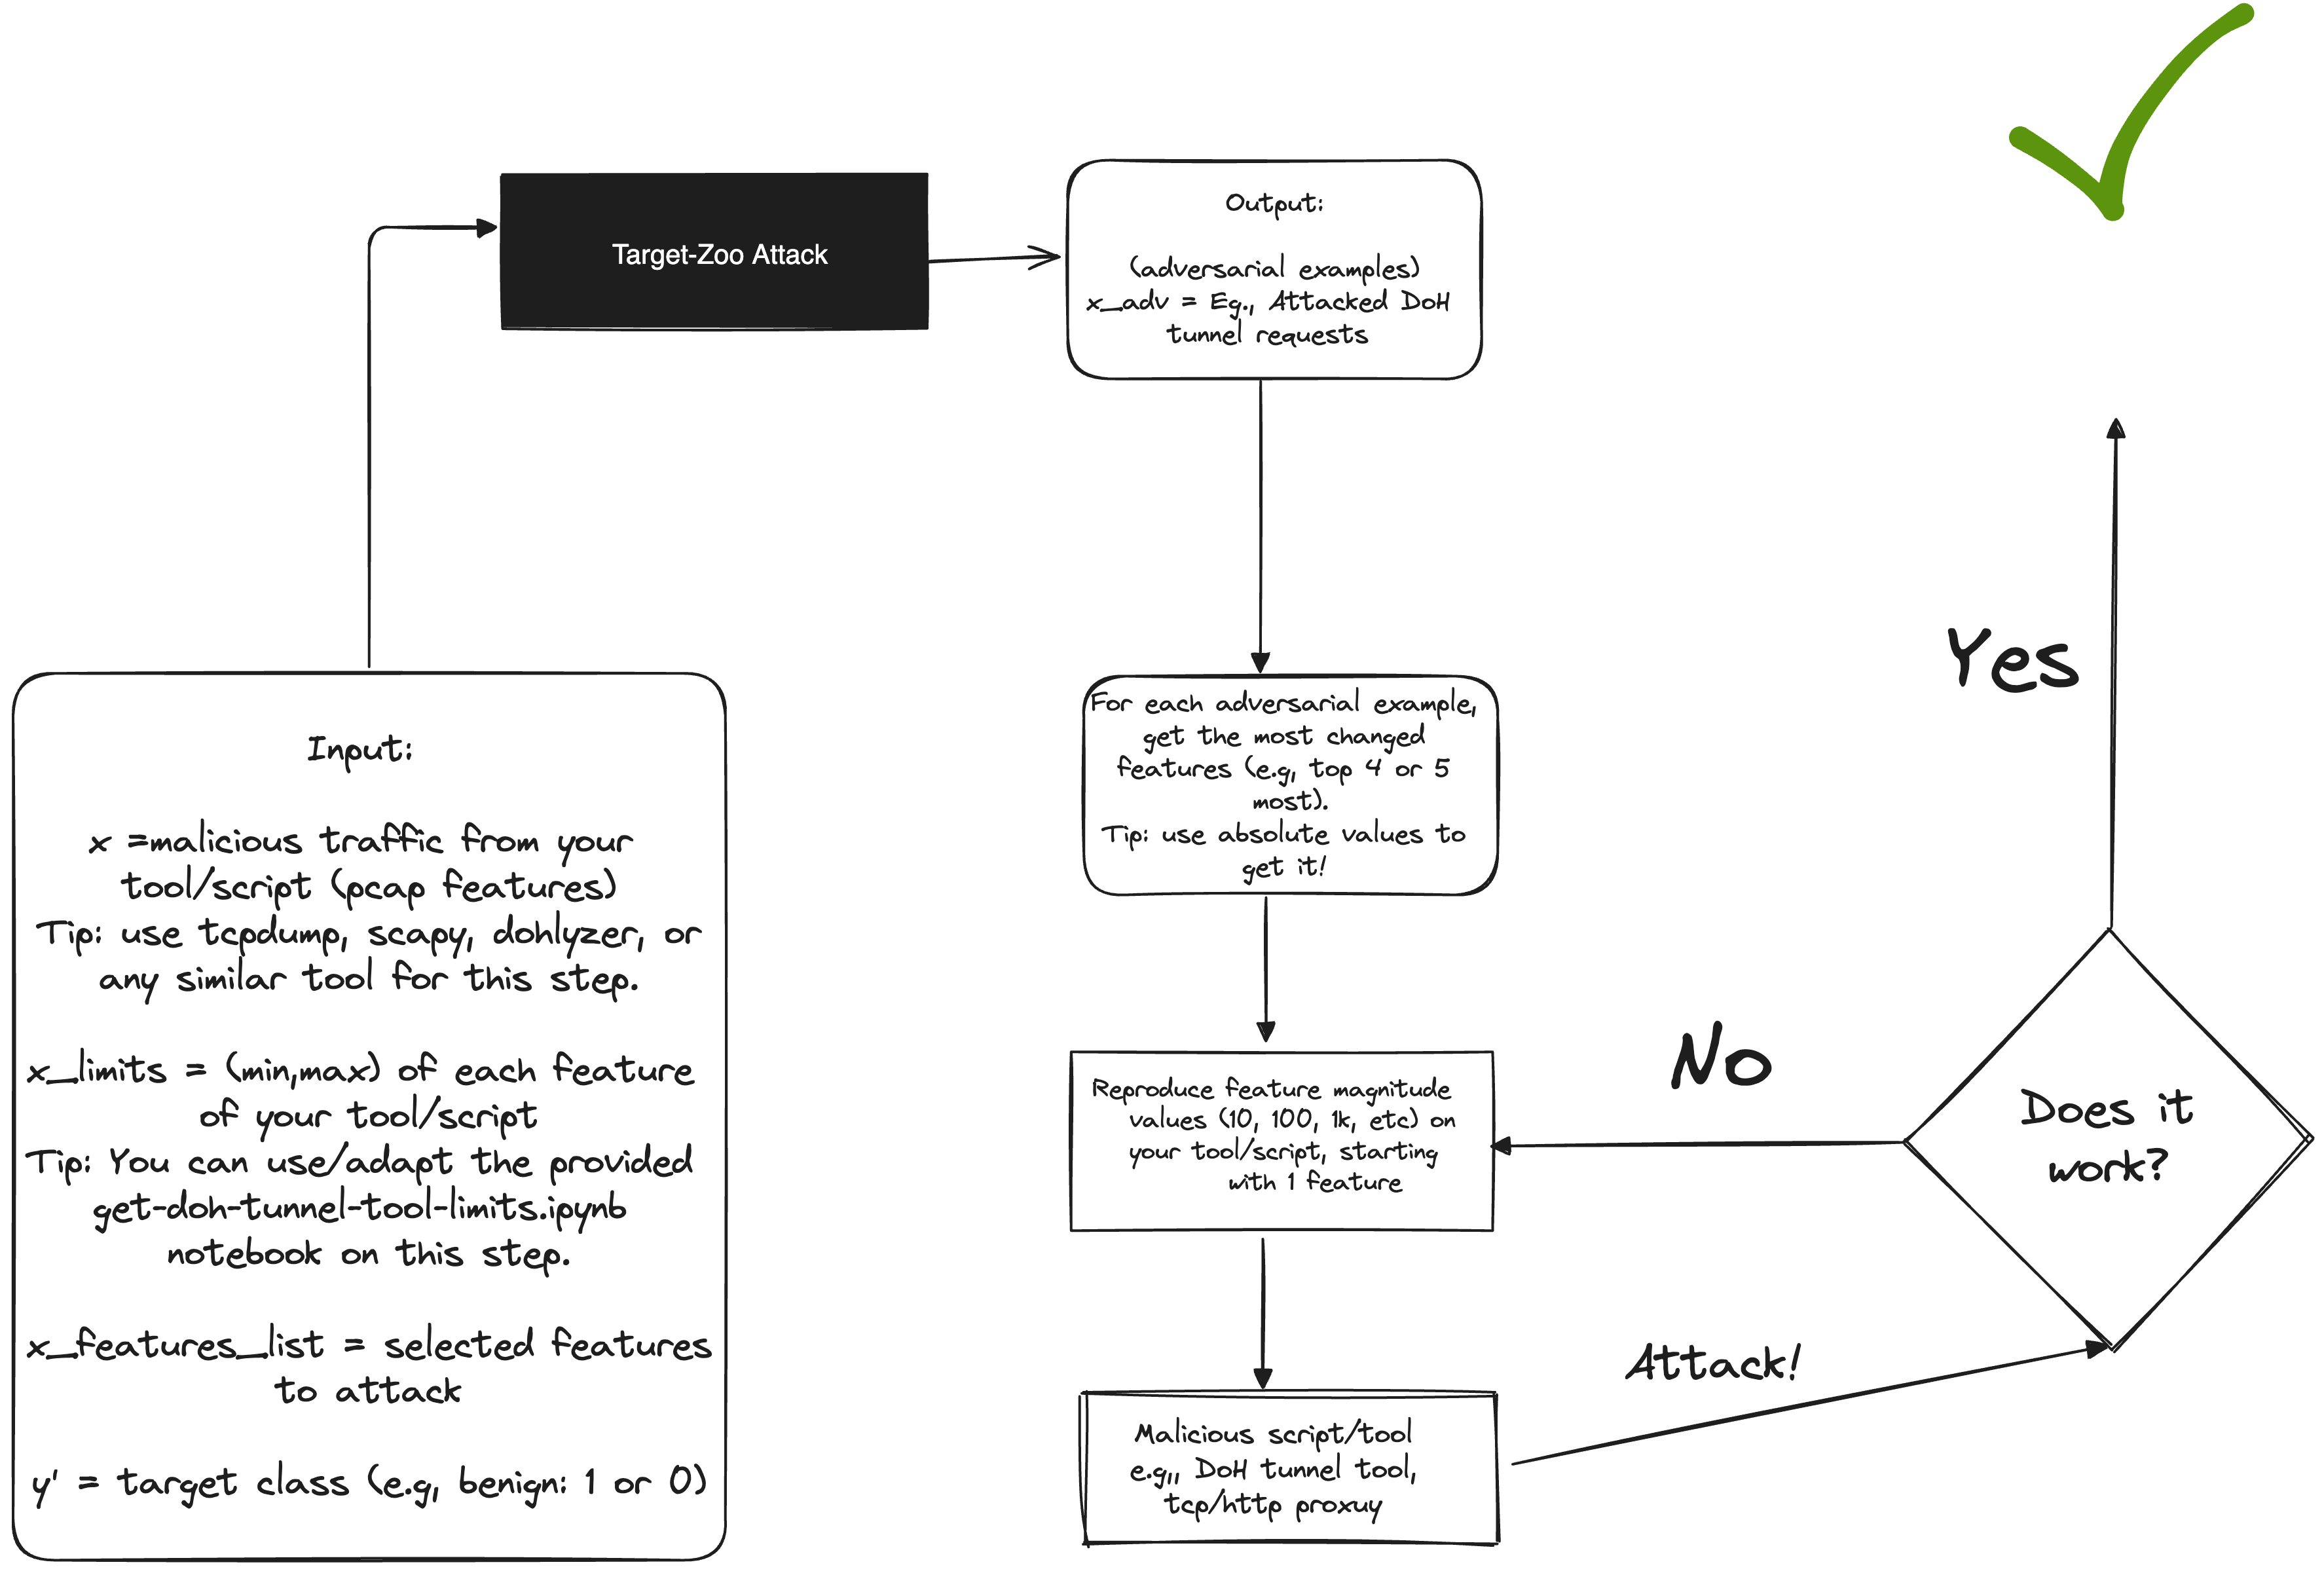 Target-Zoo Attack
Output:
(adversarial examples)
x_adv = Eg., Attacked DoH
tunnel requests
Input:
x =malicious traffic from your
tool/script (pcap features)
Tip: use tcpdump, scapy, dohlyzer, or
any similar tool for this step.
x_limits = (min,max) of each feature
of your tool/script
Tip: You can use/adapt the provided
get-doh-tunnel-tool-limits.ipynb
notebook on this step.
x_features_list = selected features
to attack
y' = target class (e.g, benign: 1 or 0)
For each adversarial example,
get the most changed
features (e.g, top 4 or 5
most).
Tip: use absolute values to
get it!
Reproduce feature magnitude
values (10, 100, 1k, etc) on
your tool/script, starting
with 1 feature
Malicious script/tool
e.g,, DoH tunnel tool,
tcp/http proxuy
Attack!
Does it
work?
No
Yes